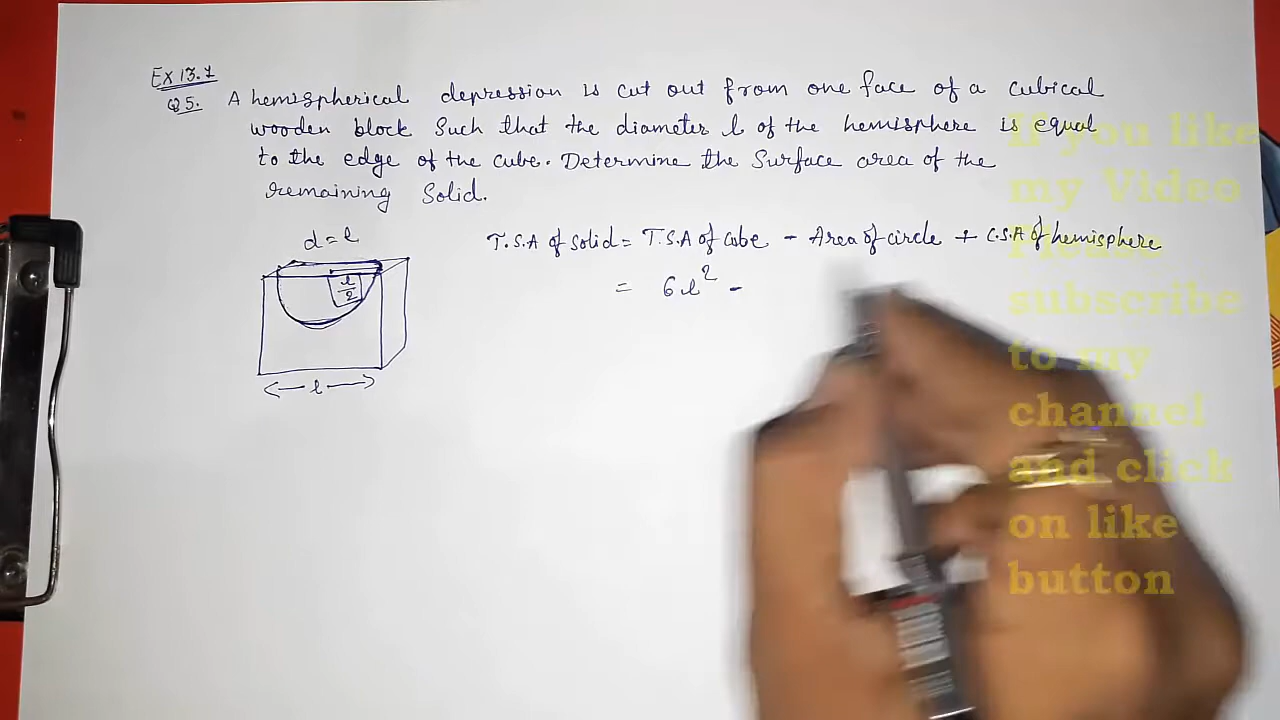 Ex 13.1
Q5. A hemispherical depression is cut out from one face of a cubical
wooden block such that the diameter l of the hemisphere is equal
to the edge of the cube. Determine the surface area of the
remaining solid.
d = l
T.S.A of solid = T.S.A of cube - Area of circle + C.S.A of hemisphere
= 6l² -
l/2
l
If you like
my Video
Please
subscribe
to my
channel
and click
on like
button